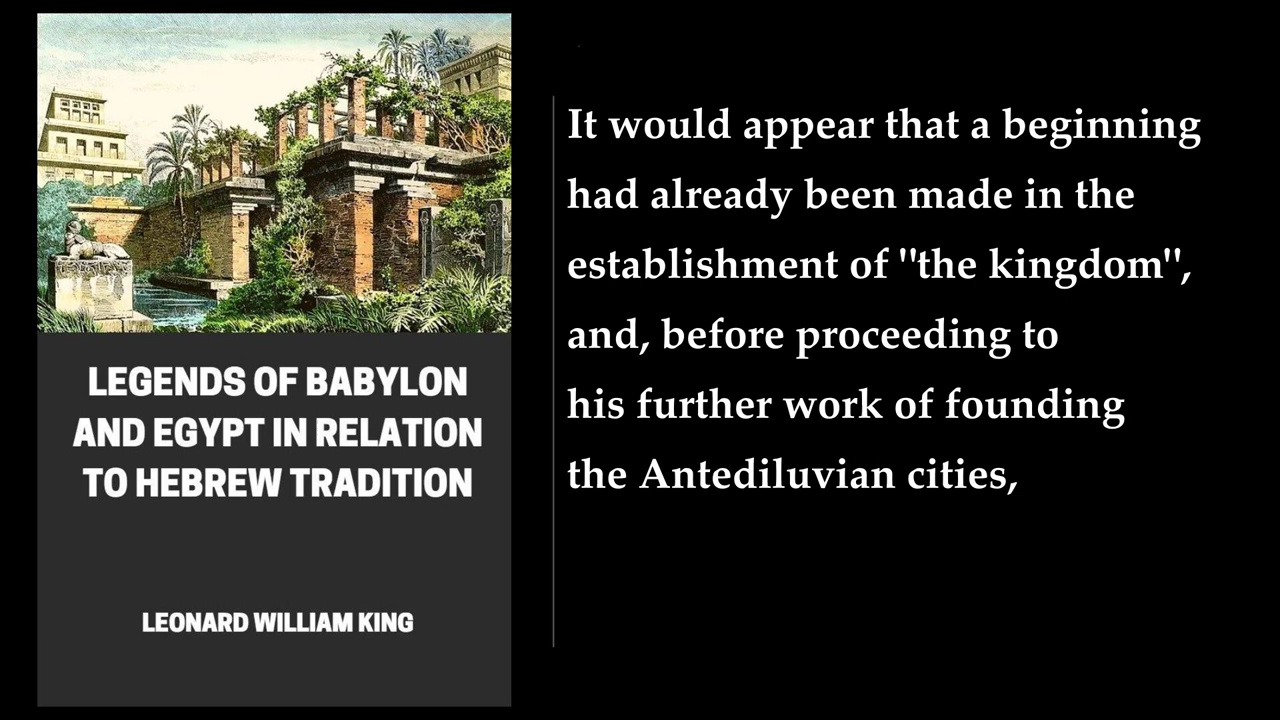 LEGENDS OF BABYLON
AND EGYPT IN RELATION
TO HEBREW TRADITION
LEONARD WILLIAM KING
It would appear that a beginning
had already been made in the
establishment of "the kingdom",
and, before proceeding to
his further work of founding
the Antediluvian cities,